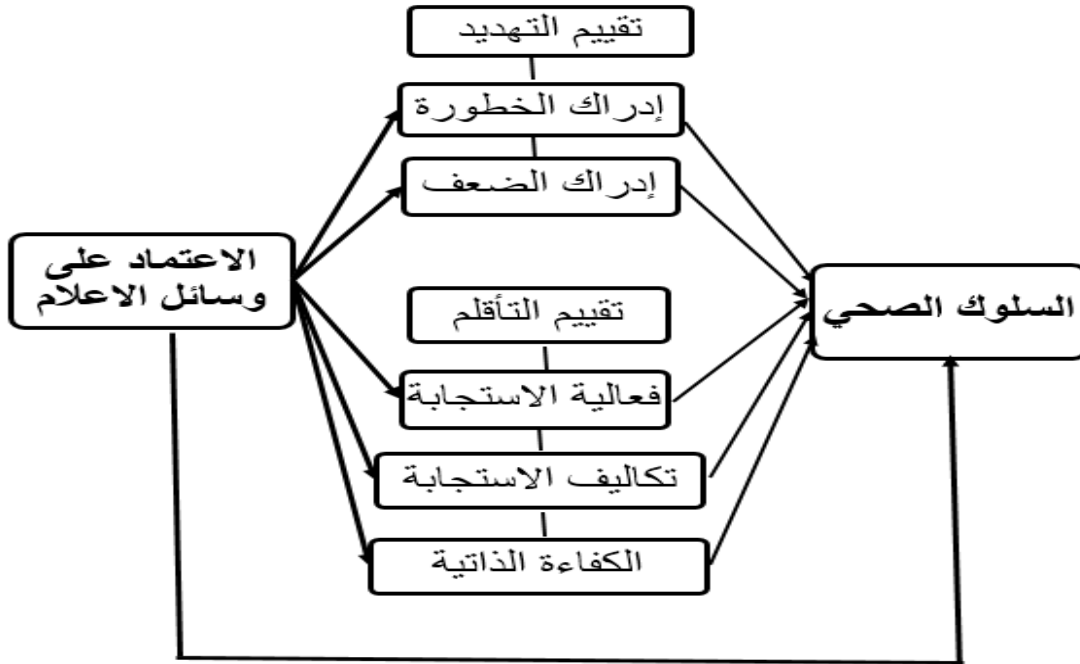 تقييم التهديد
إدراك الخطورة
إدراك الضعف
الاعتماد على
وسائل الاعلام
تقييم التأقلم
السلوك الصحي
فعالية الاستجابة
تكاليف الاستجابة
الكفاءة الذاتية